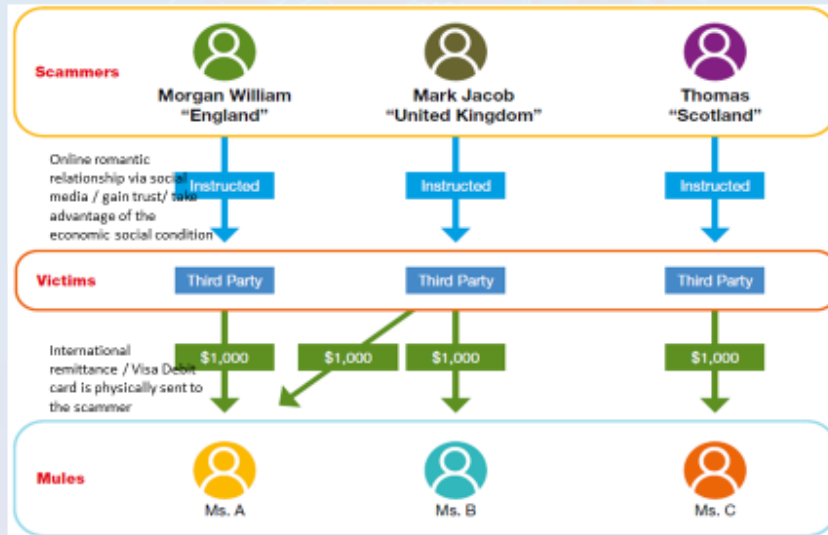 Scammers
Morgan William
"England"
Mark Jacob
"United Kingdom"
Thomas
"Scotland"
Online romantic
relationship via social
media / gain trust/ take
advantage of the
economic social condition
Instructed
Instructed
Instructed
Victims
Third Party
Third Party
Third Party
International
remittance / Visa Debit
card is physically sent to
the scammer
$1,000
$1,000
$1,000
$1,000
Mules
Ms. A
Ms. B
Ms. C